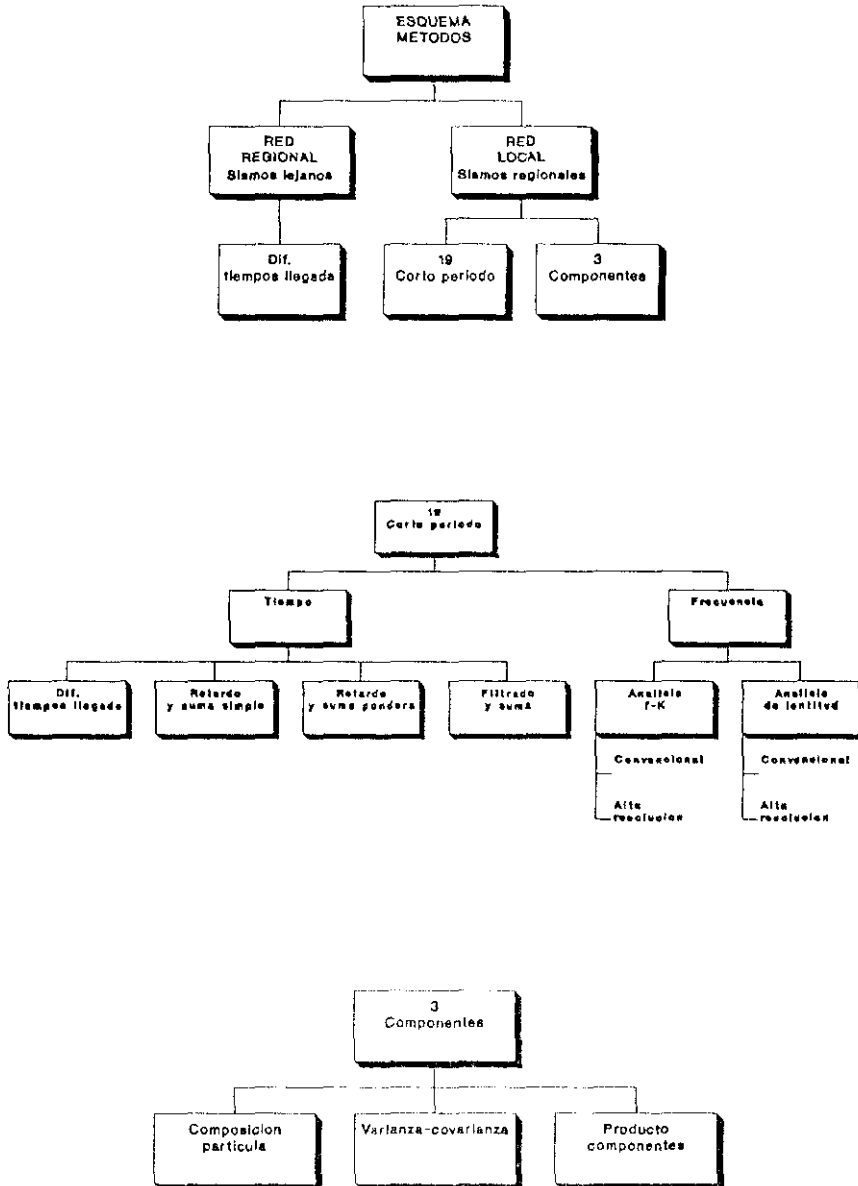 ESQUEMA
METODOS
RED
REGIONAL
Sismos lejanos
RED
LOCAL
Sismos regionales
Dif.
tiempos llegada
19
Corto periodo
3
Componentes
19
Corto periodo
Tiempo
Frecuencia
Dif.
tiempos llegada
Retardo
y suma simple
Retardo
y suma pondera
Filtrado
y suma
Analisis
f-K
Analisis
de lentitud
Convencional
Convencional
Alta
resolucion
Alta
resolucion
3
Componentes
Composicion
particula
Varianza-covarianza
Producto
componentes